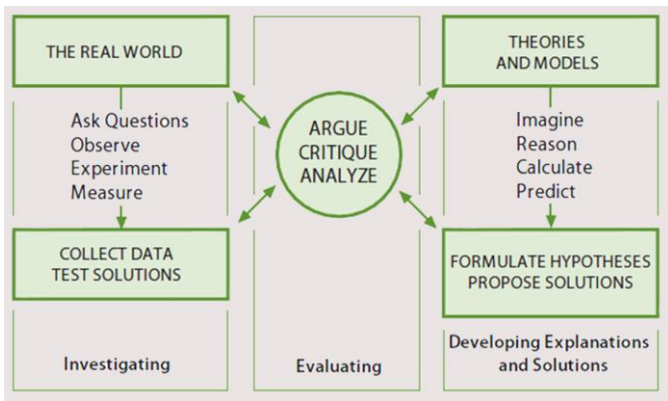 THE REAL WORLD
Ask Questions
Observe
Experiment
Measure
COLLECT DATA
TEST SOLUTIONS
Investigating
ARGUE
CRITIQUE
ANALYZE
Evaluating
THEORIES
AND MODELS
Imagine
Reason
Calculate
Predict
FORMULATE HYPOTHESES
PROPOSE SOLUTIONS
Developing Explanations
and Solutions